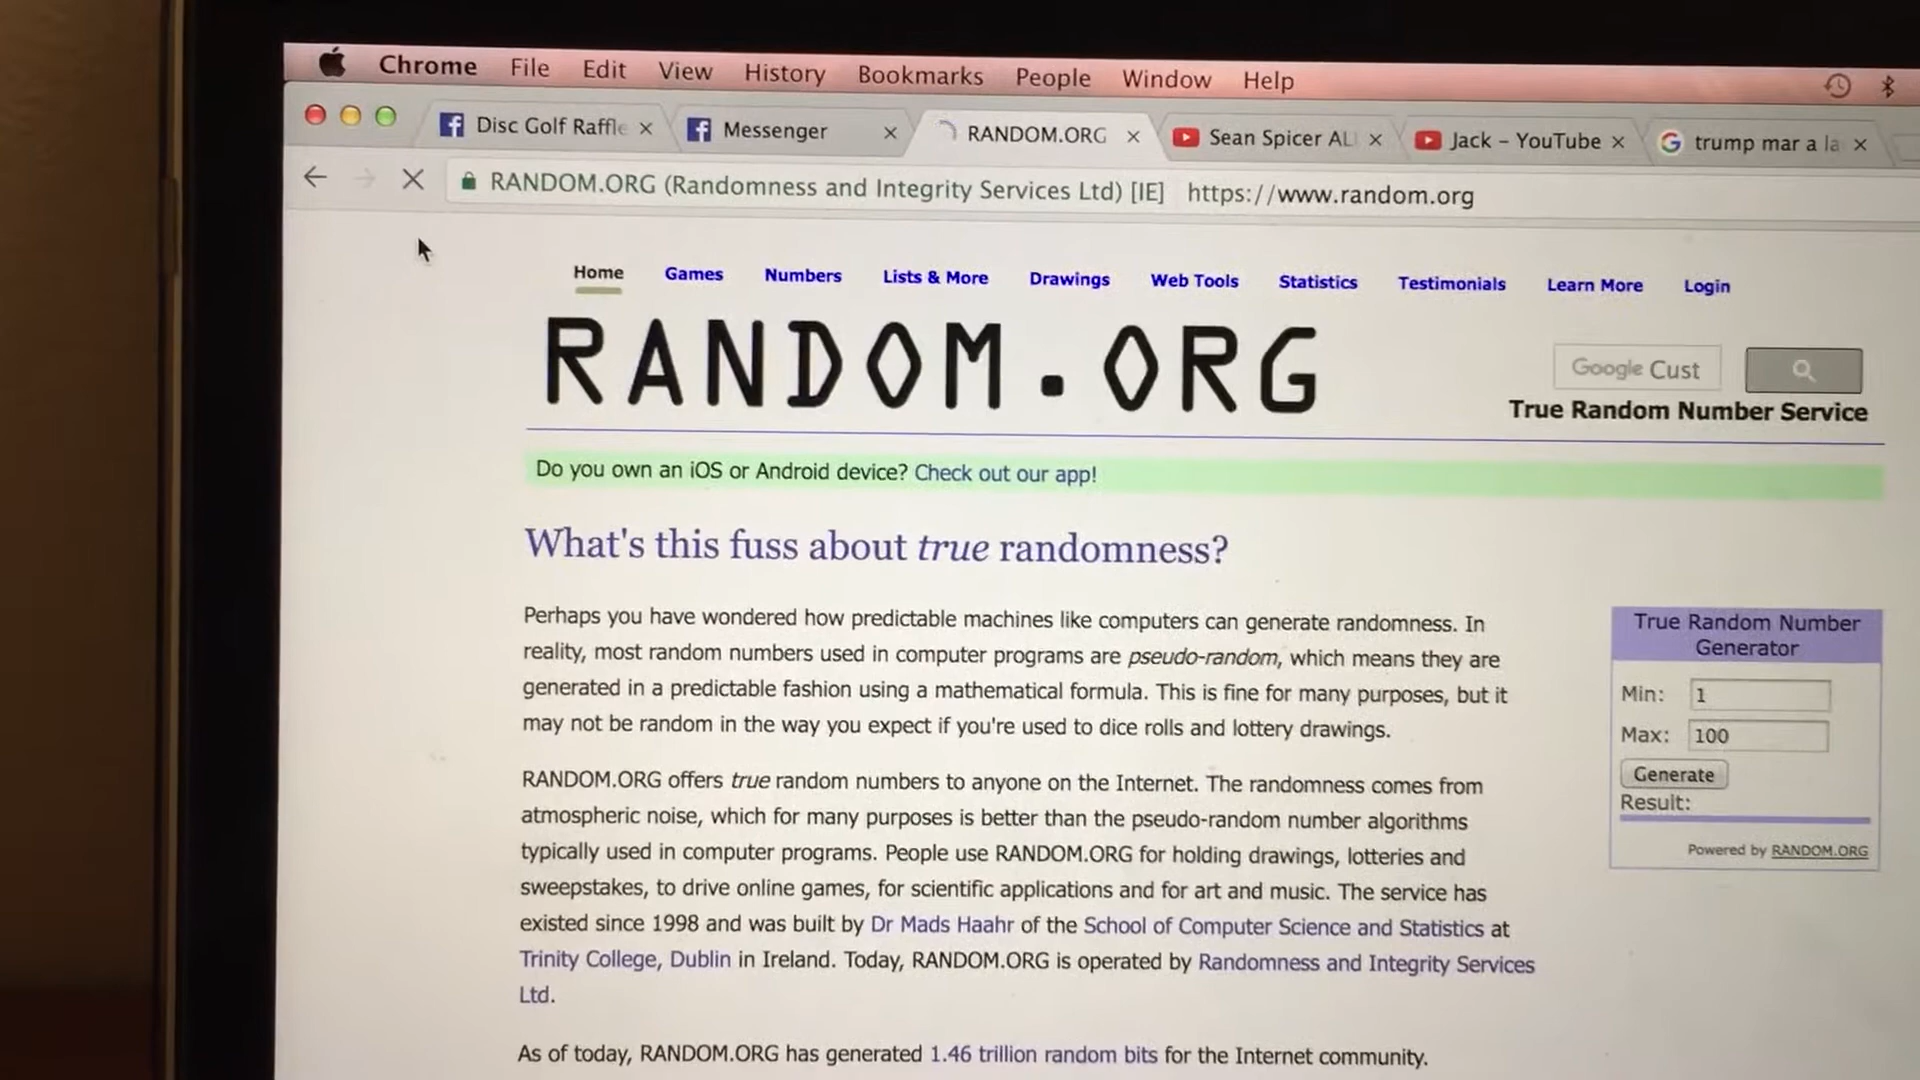 Chrome File Edit View History Bookmarks People Window Help
Disc Golf Raffle Messenger RANDOM.ORG Sean Spicer AL Jack – YouTube trump mar a la
RANDOM.ORG (Randomness and Integrity Services Ltd) [IE] https://www.random.org
Home Games Numbers Lists & More Drawings Web Tools Statistics Testimonials Learn More Login
RANDOM.ORG
Google Cust
True Random Number Service
Do you own an iOS or Android device? Check out our app!
What's this fuss about true randomness?
Perhaps you have wondered how predictable machines like computers can generate randomness. In
reality, most random numbers used in computer programs are pseudo-random, which means they are
generated in a predictable fashion using a mathematical formula. This is fine for many purposes, but it
may not be random in the way you expect if you're used to dice rolls and lottery drawings.
RANDOM.ORG offers true random numbers to anyone on the Internet. The randomness comes from
atmospheric noise, which for many purposes is better than the pseudo-random number algorithms
typically used in computer programs. People use RANDOM.ORG for holding drawings, lotteries and
sweepstakes, to drive online games, for scientific applications and for art and music. The service has
existed since 1998 and was built by Dr Mads Haahr of the School of Computer Science and Statistics at
Trinity College, Dublin in Ireland. Today, RANDOM.ORG is operated by Randomness and Integrity Services
Ltd.
As of today, RANDOM.ORG has generated 1.46 trillion random bits for the Internet community.
True Random Number
Generator
Min: 1
Max: 100
Generate
Result:
Powered by RANDOM.ORG